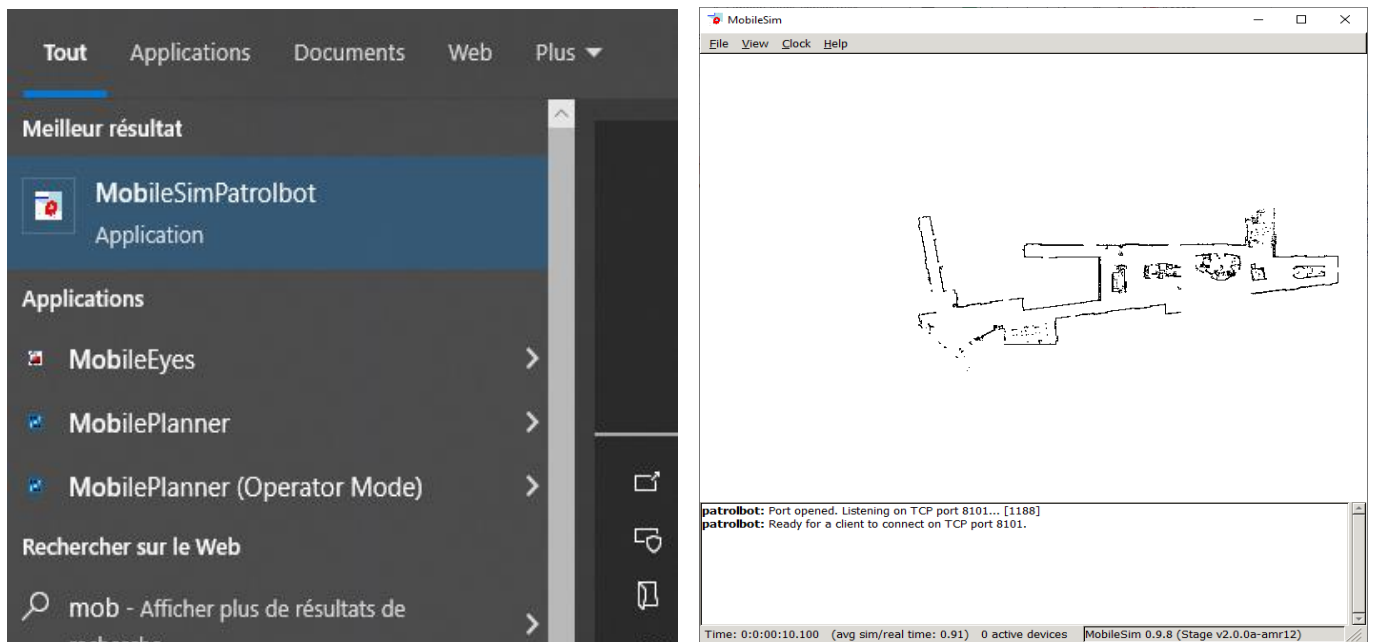 Tout Applications Documents Web Plus
Meilleur résultat
MobileSimPatrolbot
Application
Applications
MobileEyes
MobilePlanner
MobilePlanner (Operator Mode)
Rechercher sur le Web
mob - Afficher plus de résultats de
MobileSim
File View Clock Help
patrolbot: Port opened. Listening on TCP port 8101... [1188]
patrolbot: Ready for a client to connect on TCP port 8101.
Time: 0:0:00:10.100 (avg sim/real time: 0.91) 0 active devices MobileSim 0.9.8 (Stage v2.0.0a-amr12)